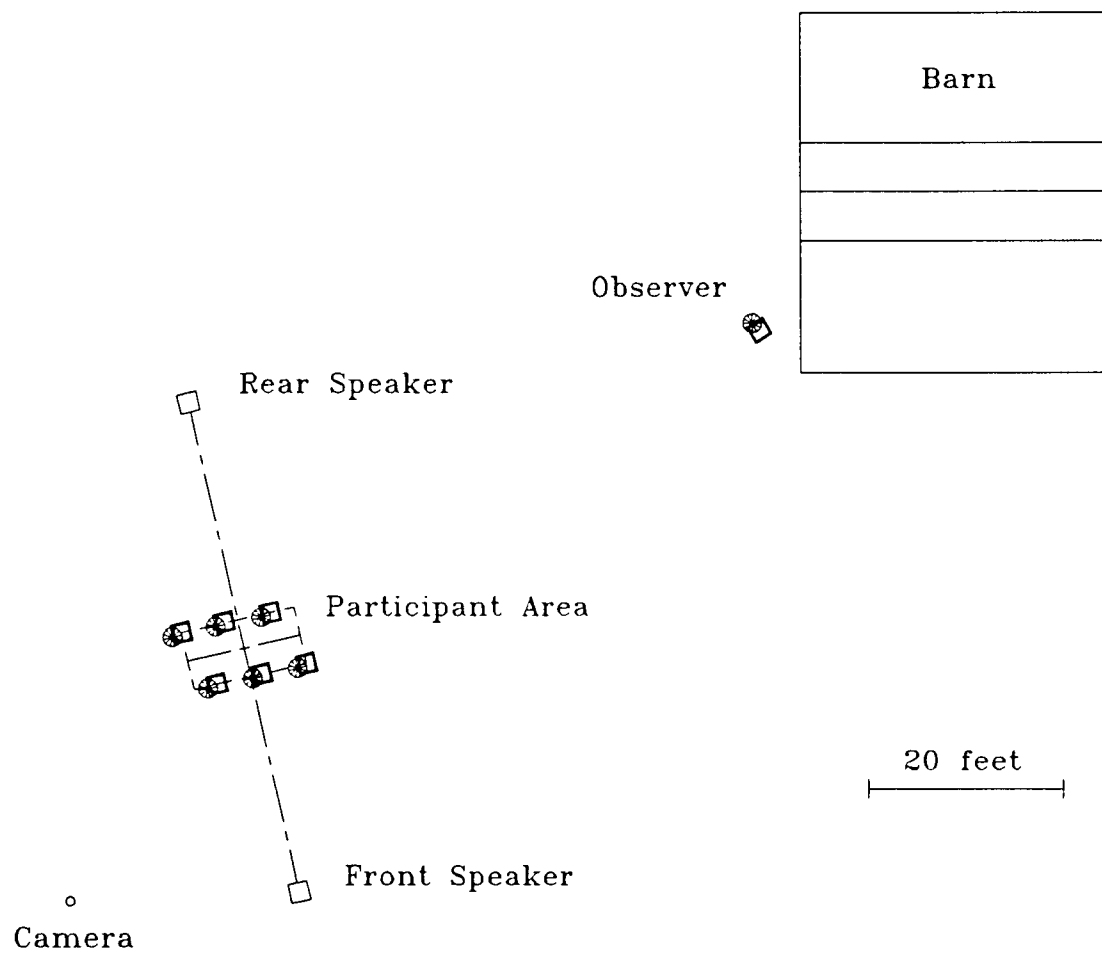 Barn
Observer
Rear Speaker
Participant Area
20 feet
Front Speaker
Camera